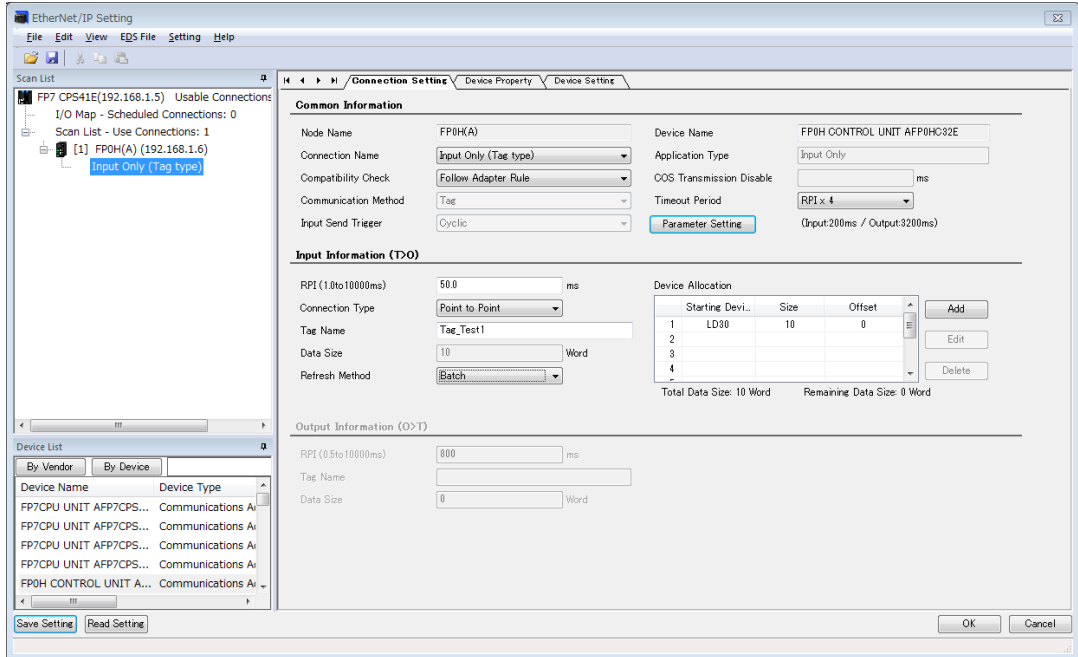 EtherNet/IP Setting
File Edit View EDS File Setting Help
Scan List
FP7 CPS41E(192.168.1.5) Usable Connections
I/O Map - Scheduled Connections: 0
Scan List - Use Connections: 1
[1] FP0H(A) (192.168.1.6)
Input Only (Tag type)
Device List
By Vendor By Device
Device Name Device Type
FP7CPU UNIT AFP7CPS... Communications A
FP7CPU UNIT AFP7CPS... Communications A
FP7CPU UNIT AFP7CPS... Communications A
FP7CPU UNIT AFP7CPS... Communications A
FP0H CONTROL UNIT A... Communications A
Connection Setting Device Property Device Setting
Common Information
Node Name FP0H(A) Device Name FP0H CONTROL UNIT AFP0HC32E
Connection Name Input Only (Tag type) Application Type Input Only
Compatibility Check Follow Adapter Rule COS Transmission Disable ms
Communication Method Tag Timeout Period RPI x 4
Input Send Trigger Cyclic Parameter Setting (Input:200ms / Output:3200ms)
Input Information (T>O)
RPI (1.0to10000ms) 50.0 ms Device Allocation
Connection Type Point to Point
Tag Name Tag_Test1
Data Size 10 Word
Refresh Method Batch
Starting Devi... Size Offset
1 LD30 10 0
2
3
4
Add
Edit
Delete
Total Data Size: 10 Word Remaining Data Size: 0 Word
Output Information (O>T)
RPI (0.5to10000ms) 800 ms
Tag Name
Data Size 0 Word
Save Setting Read Setting OK Cancel